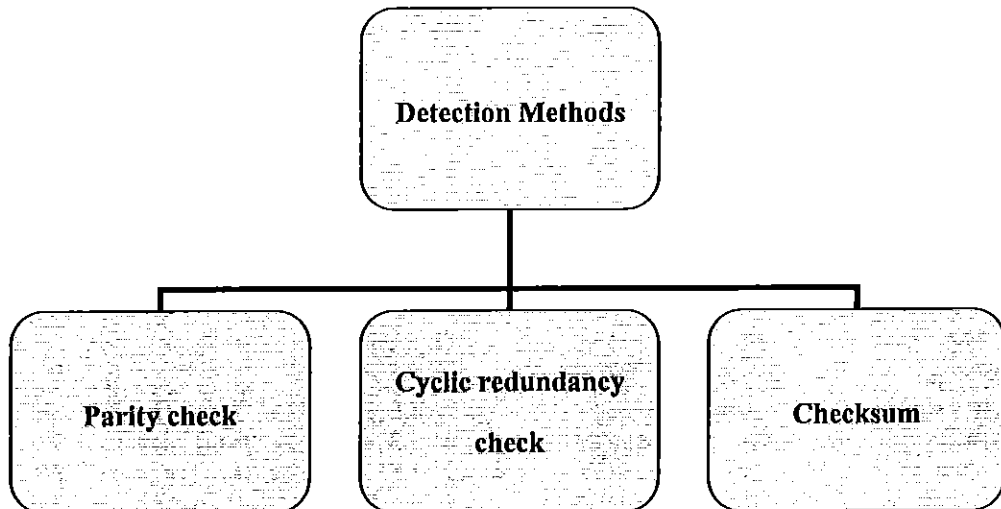 Detection Methods
Parity check
Cyclic redundancy
check
Checksum